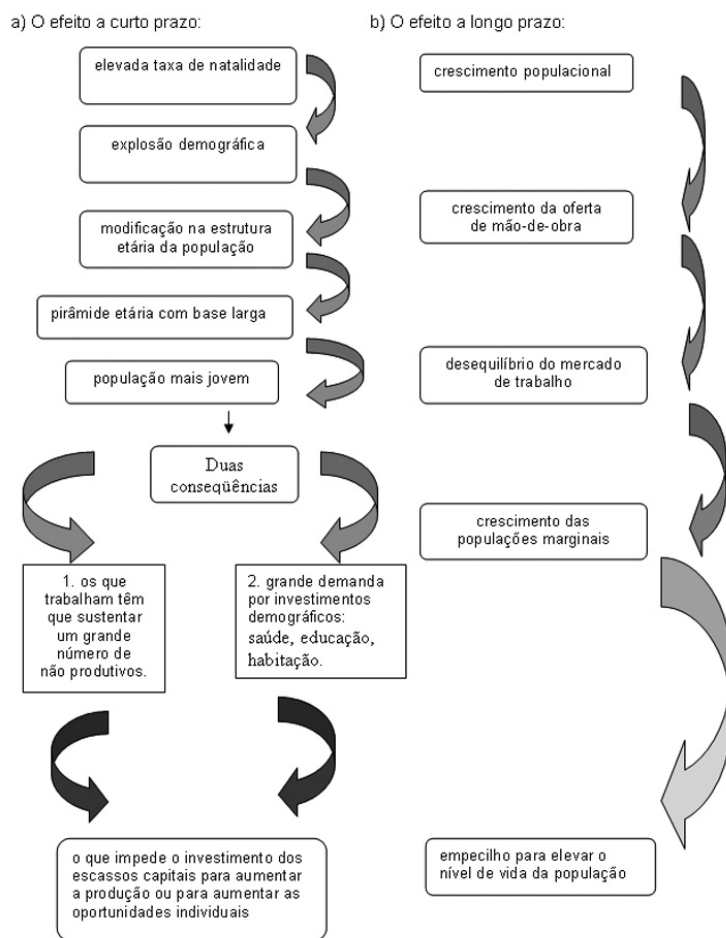 a) O efeito a curto prazo:
elevada taxa de natalidade
explosão demográfica
modificação na estrutura
etária da população
pirâmide etária com base larga
população mais jovem
Duas
conseqüências
1. os que
trabalham têm
que sustentar
um grande
número de
não produtivos.
2. grande demanda
por investimentos
demográficos:
saúde, educação,
habitação.
o que impede o investimento dos
escassos capitais para aumentar
a produção ou para aumentar as
oportunidades individuais
b) O efeito a longo prazo:
crescimento populacional
crescimento da oferta
de mão-de-obra
desequilíbrio do mercado
de trabalho
crescimento das
populações marginais
empecilho para elevar o
nível de vida da população